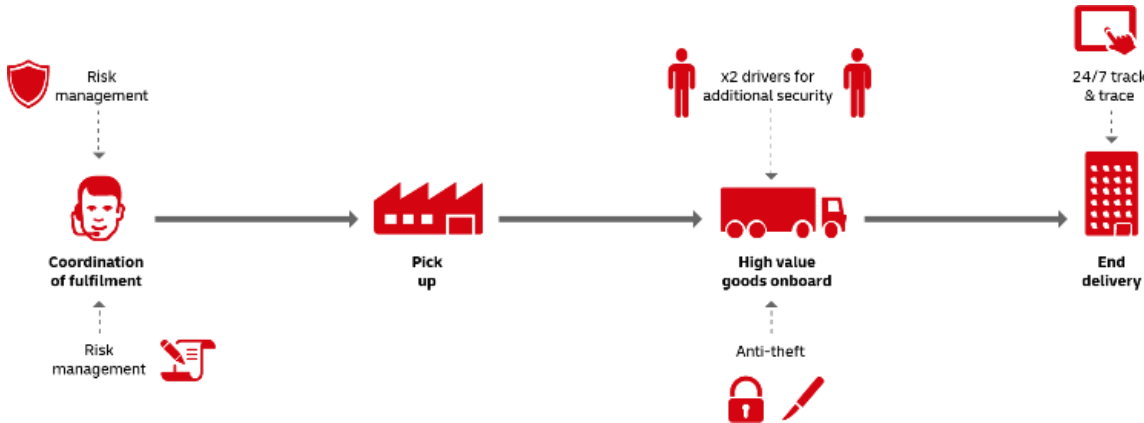 Risk
management
x2 drivers for
additional security
24/7 track
& trace
Coordination
of fulfilment
Pick
up
High value
goods onboard
End
delivery
Risk
management
Anti-theft